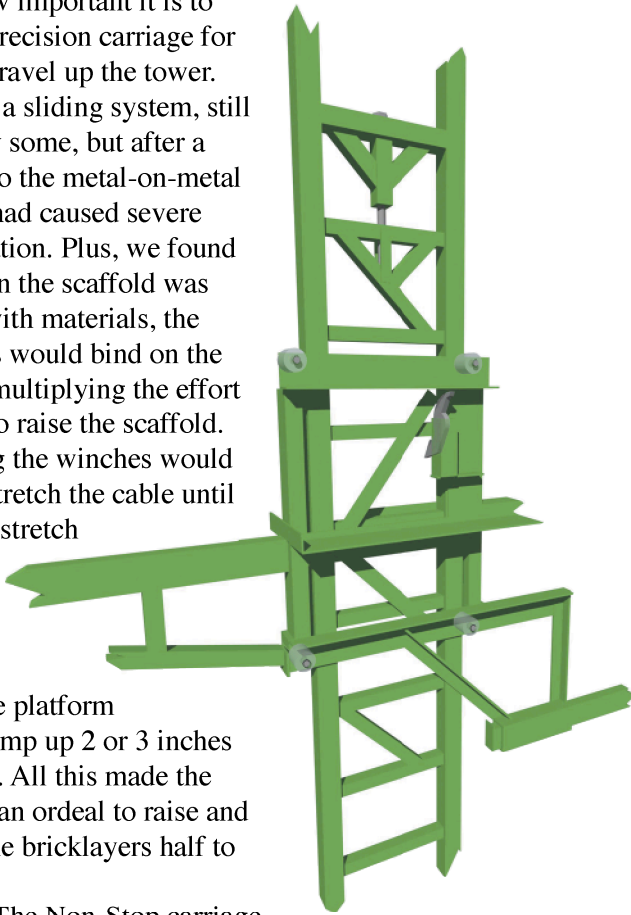 important it is to
recision carriage for
ravel up the tower.
a sliding system, still
some, but after a
o the metal-on-metal
had caused severe
tion. Plus, we found
n the scaffold was
with materials, the
s would bind on the
multiplying the effort
o raise the scaffold.
g the winches would
tretch the cable until
stretch
e platform
mp up 2 or 3 inches
. All this made the
an ordeal to raise and
e bricklayers half to
The Non-Stop carriage